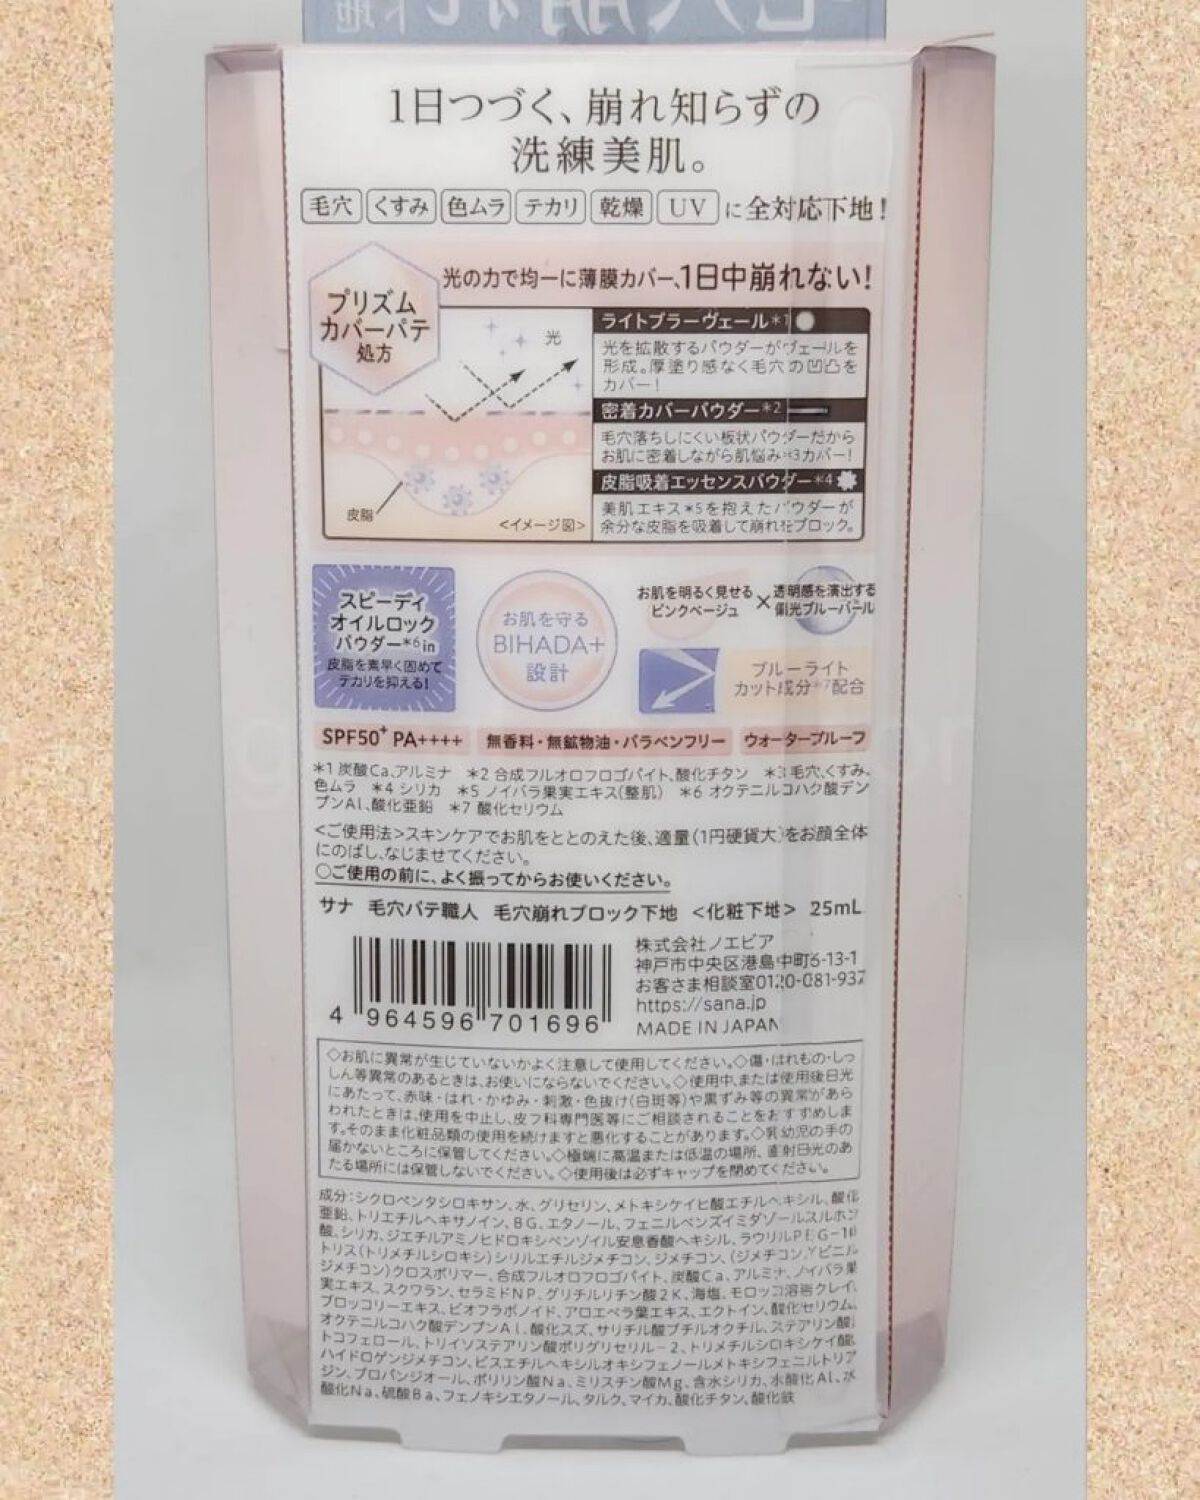 1日つづく、崩れ知らずの
洗練美肌。
毛穴 くすみ 色ムラ テカリ 乾燥 UV に全対応下地!
プリズム
カバーパテ
処方
光の力で均一に薄膜カバー、1日中崩れない!
光
皮脂
<イメージ図>
ライトブラーヴェール*1
光を拡散するパウダーがヴェールを
形成。厚塗り感なく毛穴の凹凸を
カバー!
密着カバーパウダー*2
毛穴落ちしにくい板状パウダーだから
お肌に密着しながら肌悩み*3カバー!
皮脂吸着エッセンスパウダー*4
美肌エキス*5を抱えたパウダーが
余分な皮脂を吸着して崩れをブロック。
スピーディ
オイルロック
パウダー*6in
皮脂を素早く固めて
テカリを抑える!
お肌を守る
BIHADA+
設計
お肌を明るく見せる
ピンクベージュ
×
透明感を演出する
偏光ブルーパール
ブルーライト
カット成分*7配合
SPF50+ PA++++ 無香料・無鉱物油・パラベンフリー ウォータープルーフ
*1 炭酸Ca、アルミナ *2 合成フルオロフロゴパイト、酸化チタン *3 毛穴、くすみ、
色ムラ *4 シリカ *5 ノイバラ果実エキス(整肌) *6 オクテニルコハク酸デン
プンAl、酸化亜鉛 *7 酸化セリウム
<ご使用法>スキンケアでお肌をととのえた後、適量(1円硬貨大)をお顔全体
にのばし、なじませてください。
○ご使用の前に、よく振ってからお使いください。
サナ 毛穴パテ職人 毛穴崩れブロック下地 <化粧下地> 25mL
4 964596 701696
株式会社ノエビア
神戸市中央区港島中町6-13-1
お客さま相談室0120-081-937
https://sana.jp
MADE IN JAPAN
◇お肌に異常が生じていないかよく注意して使用してください。◇傷・はれもの・しっ
しん等異常のあるときは、お使いにならないでください。◇使用中、または使用後日光
にあたって、赤味・はれ・かゆみ・刺激・色抜け(白斑等)や黒ずみ等の異常があら
われたときは、使用を中止し、皮フ科専門医等にご相談されることをおすすめしま
す。そのまま化粧品類の使用を続けますと悪化することがあります。◇乳幼児の手の
届かないところに保管してください。◇極端に高温または低温の場所、直射日光のあ
たる場所には保管しないでください。◇使用後は必ずキャップを閉めてください。
成分:シクロペンタシロキサン、水、グリセリン、メトキシケイヒ酸エチルヘキシル、酸化
亜鉛、トリエチルヘキサノイン、BG、エタノール、フェニルベンズイミダゾールスルホン
酸、シリカ、ジエチルアミノヒドロキシベンゾイル安息香酸ヘキシル、ラウリルPEG-10
トリス(トリメチルシロキシ)シリルエチルジメチコン、ジメチコン、(ジメチコン/ビニル
ジメチコン)クロスポリマー、合成フルオロフロゴパイト、炭酸Ca、アルミナ、ノイバラ果
実エキス、スクワラン、セラミドNP、グリチルリチン酸2K、海塩、モロッコ溶岩クレイ、
ブロッコリーエキス、ビオフラボノイド、アロエベラ葉エキス、エクトイン、酸化セリウム、
オクテニルコハク酸デンプンAl、酸化スズ、サリチル酸ブチルオクチル、ステアリン酸、
トコフェロール、トリイソステアリン酸ポリグリセリル-2、トリメチルシロキシケイ酸、
ハイドロゲンジメチコン、ビスエチルヘキシルオキシフェノールメトキシフェニルトリア
ジン、プロパンジオール、ポリリン酸Na、ミリスチン酸Mg、含水シリカ、水酸化Al、水
酸化Na、硫酸Ba、フェノキシエタノール、タルク、マイカ、酸化チタン、酸化鉄